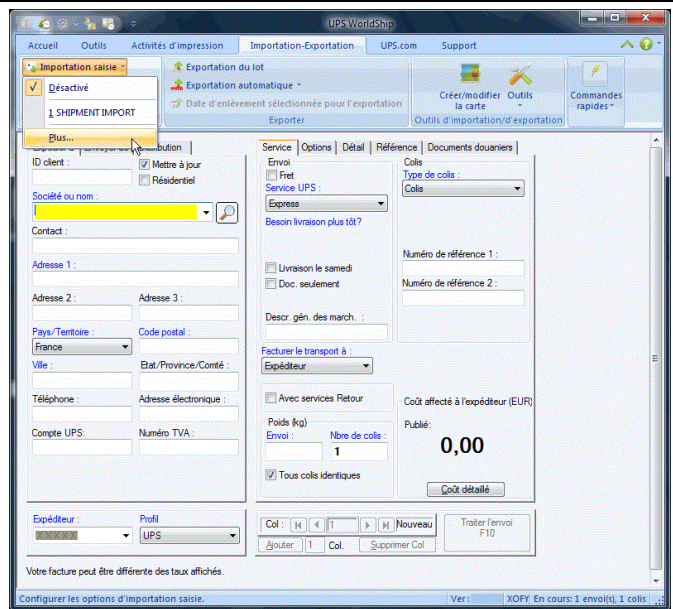 UPS WorldShip
Accueil Outils Activités d'impression Importation-Exportation UPS.com Support
Importation saisie
Exportation du lot
Exportation automatique
Date d'enlèvement sélectionnée pour l'exportation
Exporter
Créer/modifier la carte
Outils
Outils d'importation/d'exportation
Commandes rapides
Désactivé
1 SHIPMENT IMPORT
Plus...
ID client :
Mettre à jour
Résidentiel
Société ou nom :
Contact :
Adresse 1 :
Adresse 2 : Adresse 3 :
Pays/Territoire : Code postal :
France
Ville : Etat/Province/Comté :
Téléphone : Adresse électronique :
Compte UPS: Numéro TVA :
Service Options Détail Référence Documents douaniers
Envoi
Fret
Service UPS :
Express
Besoin livraison plus tôt?
Livraison le samedi
Doc. seulement
Descr. gén. des march. :
Facturer le transport à :
Expéditeur
Avec services Retour
Poids (kg)
Envoi : Nbre de colis :
1
Tous colis identiques
Colis
Type de colis :
Colis
Numéro de référence 1 :
Numéro de référence 2 :
Coût affecté à l'expéditeur (EUR)
Publié:
0,00
Coût détaillé
Expéditeur : Profil
XXXXX UPS
Col : 1 Nouveau
Ajouter 1 Col. Supprimer Col
Traiter l'envoi
F10
Votre facture peut être différente des taux affichés.
Configurer les options d'importation saisie. Ver : XOFY En cours: 1 envoi(s), 1 colis